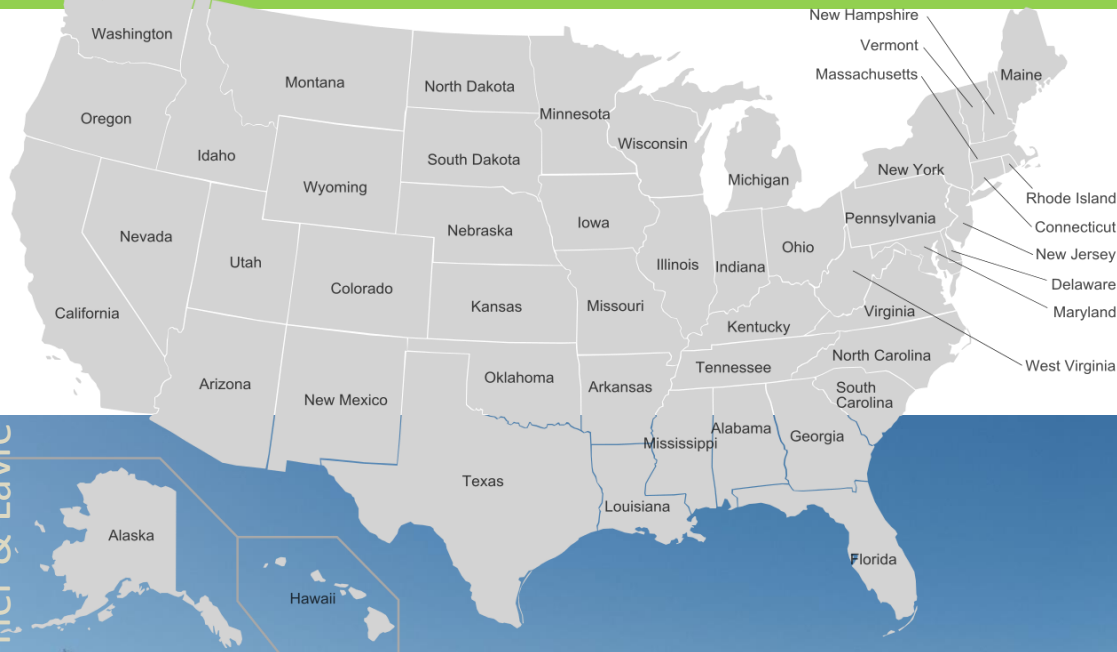 New Hampshire
Washington
Vermont
Massachusetts
Maine
Montana
North Dakota
Minnesota
Oregon
Wisconsin
Idaho
South Dakota
New York
Michigan
Wyoming
Rhode Island
Pennsylvania
Iowa
Connecticut
Nebraska
Nevada
Ohio
New Jersey
Utah
Illinois
Indiana
Delaware
Colorado
Kansas
Missouri
Virginia
Maryland
California
Kentucky
North Carolina
West Virginia
Tennessee
Oklahoma
Arizona
Arkansas
South
Carolina
New Mexico
Alabama
Georgia
Mississippi
Texas
Louisiana
Alaska
Florida
Hawaii